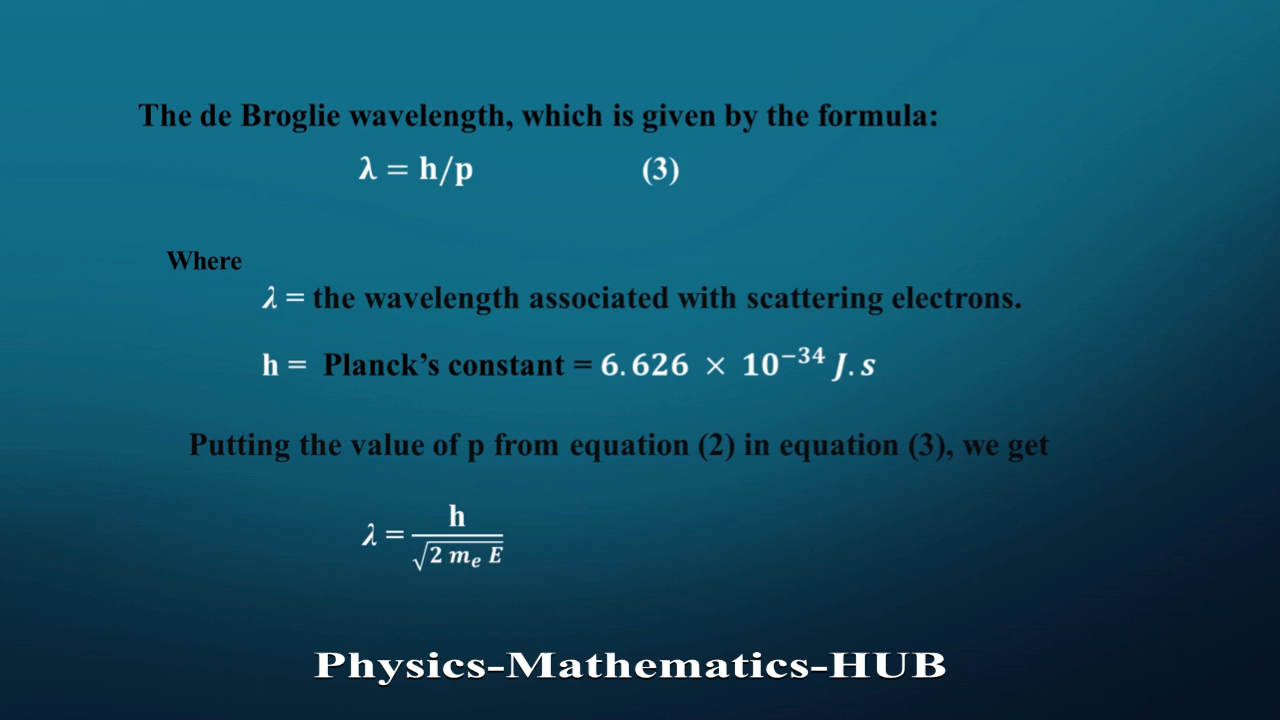 The de Broglie wavelength, which is given by the formula:
λ = h/p (3)
Where
λ = the wavelength associated with scattering electrons.
h = Planck’s constant = 6.626 × 10⁻³⁴ J.s
Putting the value of p from equation (2) in equation (3), we get
λ = h / √(2 mₑ E)
Physics-Mathematics-HUB